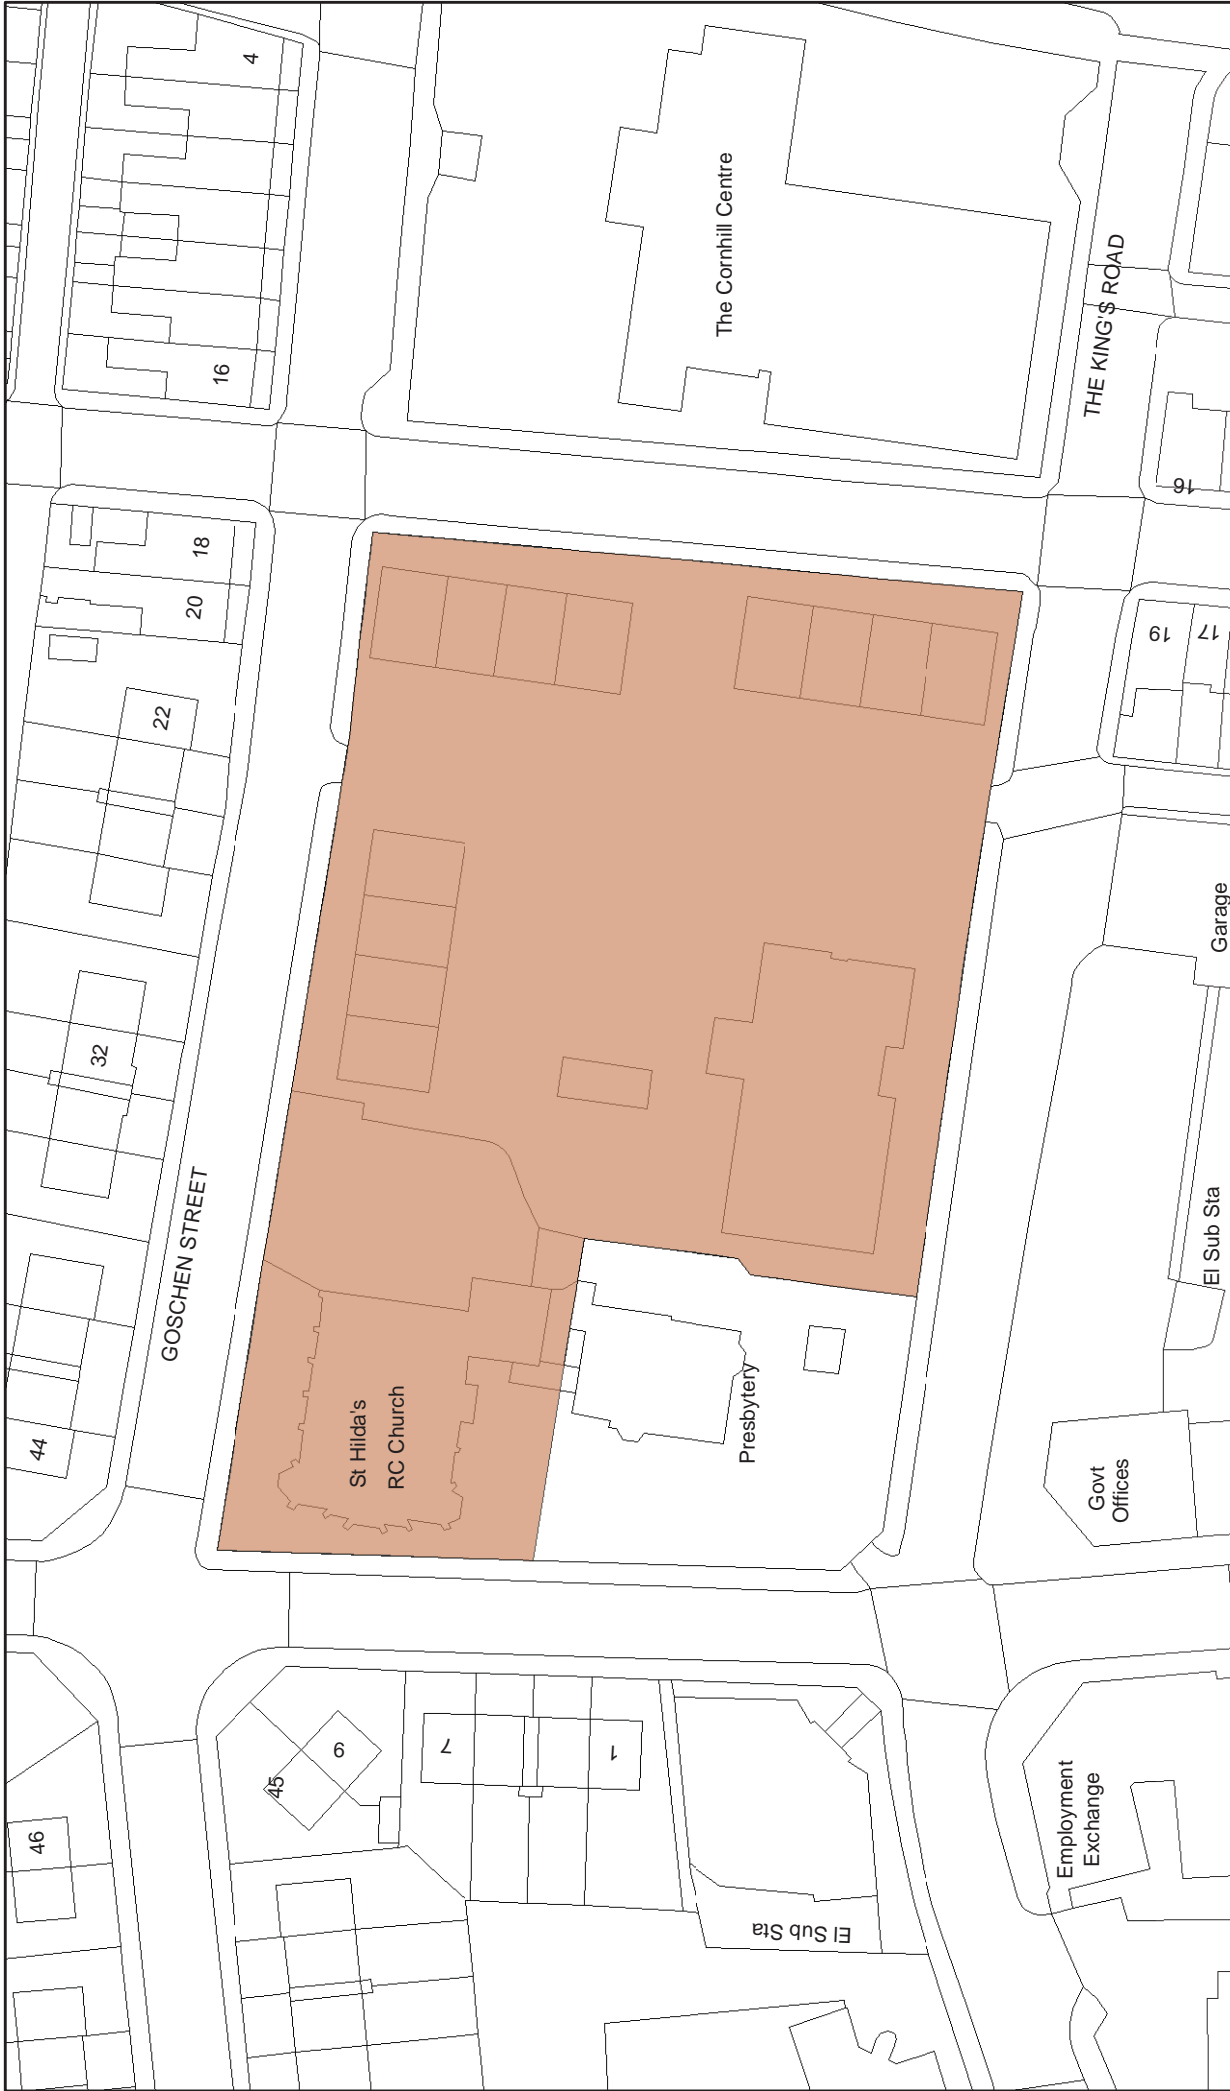 4
16
The Cornhill Centre
THE KING'S ROAD
16
18
20
22
19
17
32
GOSCHEN STREET
44
St Hilda's
RC Church
Presbytery
Garage
El Sub Sta
Govt
Offices
45
9
7
1
46
El Sub Sta
Employment
Exchange